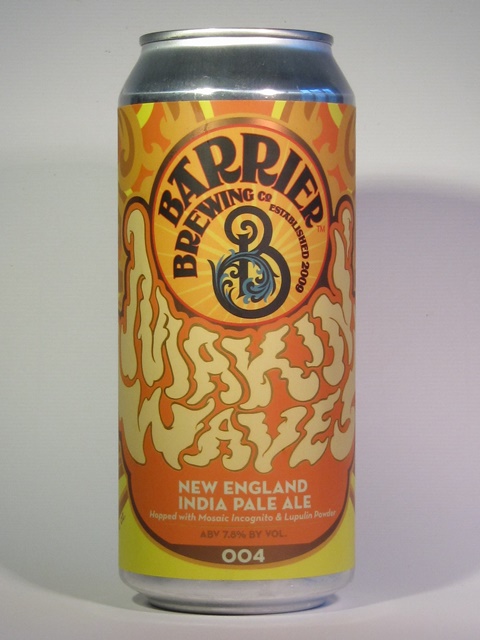 BARRIER
BREWING CO
ESTABLISHED 2009
TM
B
MAKIN
WAVES
NEW ENGLAND
INDIA PALE ALE
Hopped with Mosaic Incognito & Lupulin Powder
ABV 7.5% BY VOL.
004